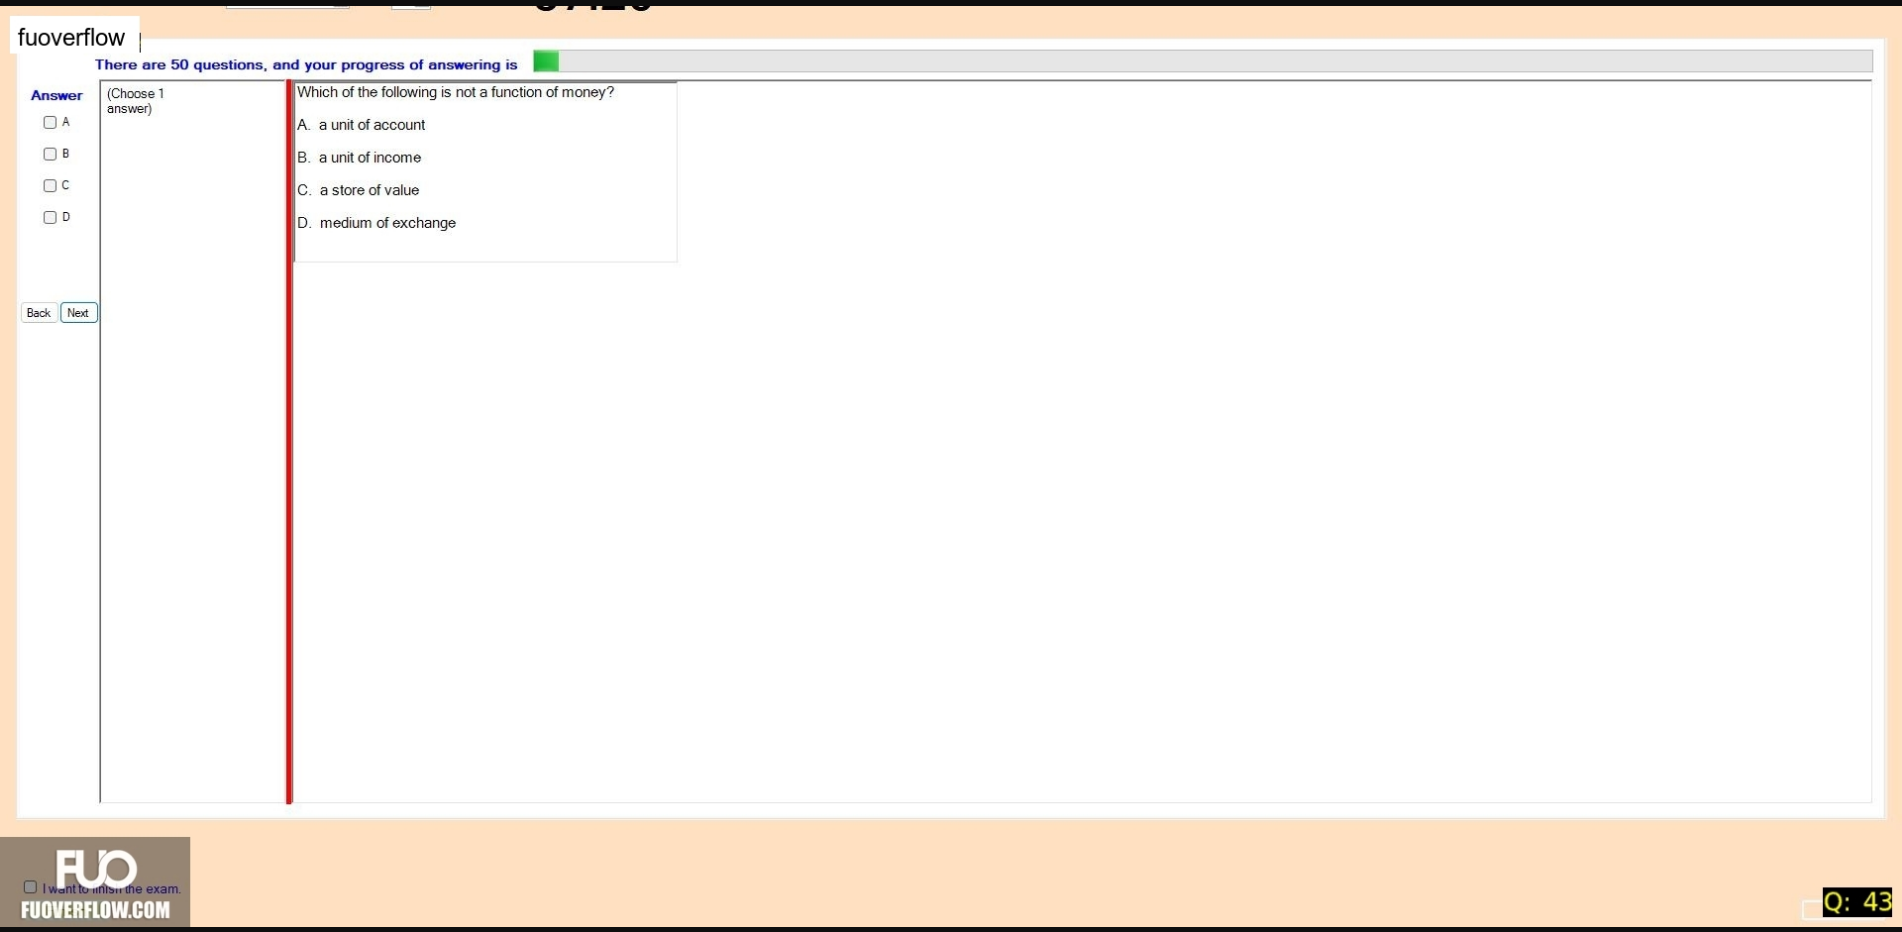 fuoverflow
There are 50 questions, and your progress of answering is
Answer
(Choose 1
answer)
A
B
C
D
Back
Next
Which of the following is not a function of money?
A. a unit of account
B. a unit of income
C. a store of value
D. medium of exchange
FUO
I want to finish the exam.
FUOVERFLOW.COM
Q: 43